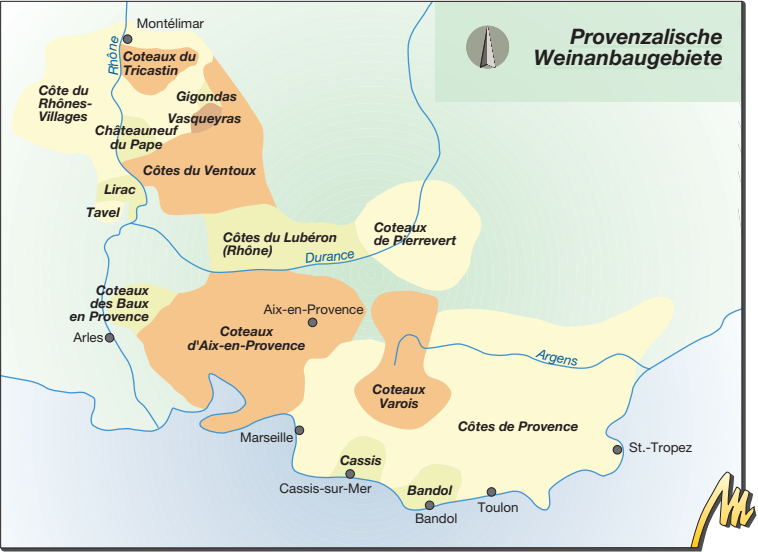 Provenzalische
Weinanbaugebiete
Montélimar
Rhône
Coteaux du
Tricastin
Côte du
Rhônes-
Villages
Gigondas
Vasqueyras
Châteauneuf
du Pape
Côtes du Ventoux
Lirac
Tavel
Côtes du Lubéron
(Rhône)
Coteaux
de Pierrevert
Durance
Coteaux
des Baux
en Provence
Aix-en-Provence
Arles
Coteaux
d'Aix-en-Provence
Argens
Coteaux
Varois
Côtes de Provence
Marseille
St.-Tropez
Cassis
Cassis-sur-Mer
Bandol
Toulon
Bandol